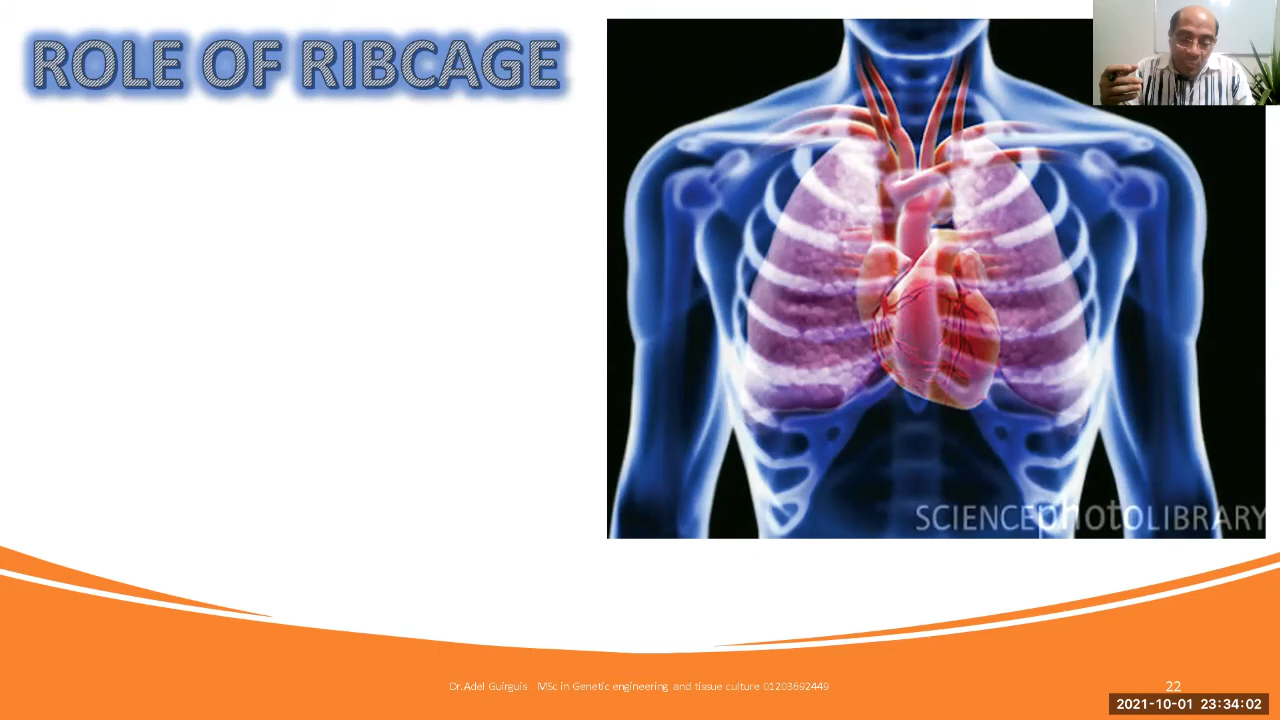 ROLE OF RIBCAGE
SCIENCEphotoLIBRARY
Dr.Adel Guirguis MSc in Genetic engineering and tissue culture 01203692449
22
2021-10-01 23:34:02